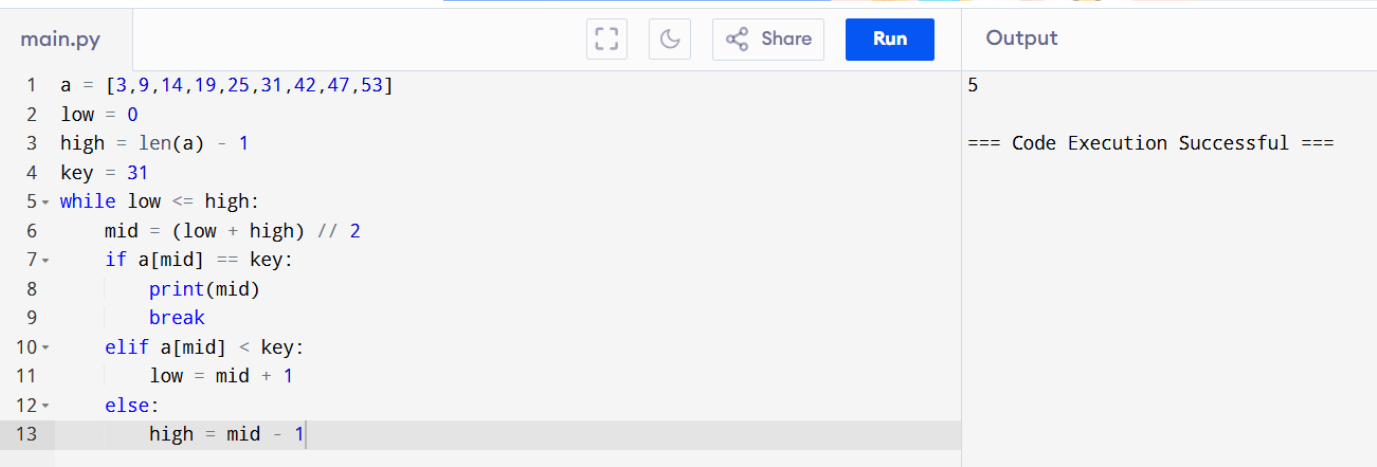 main.py
Share
Run
Output
1 a = [3,9,14,19,25,31,42,47,53]
2 low = 0
3 high = len(a) - 1
4 key = 31
5 while low <= high:
6     mid = (low + high) // 2
7     if a[mid] == key:
8         print(mid)
9         break
10     elif a[mid] < key:
11         low = mid + 1
12     else:
13         high = mid - 1
5
=== Code Execution Successful ===